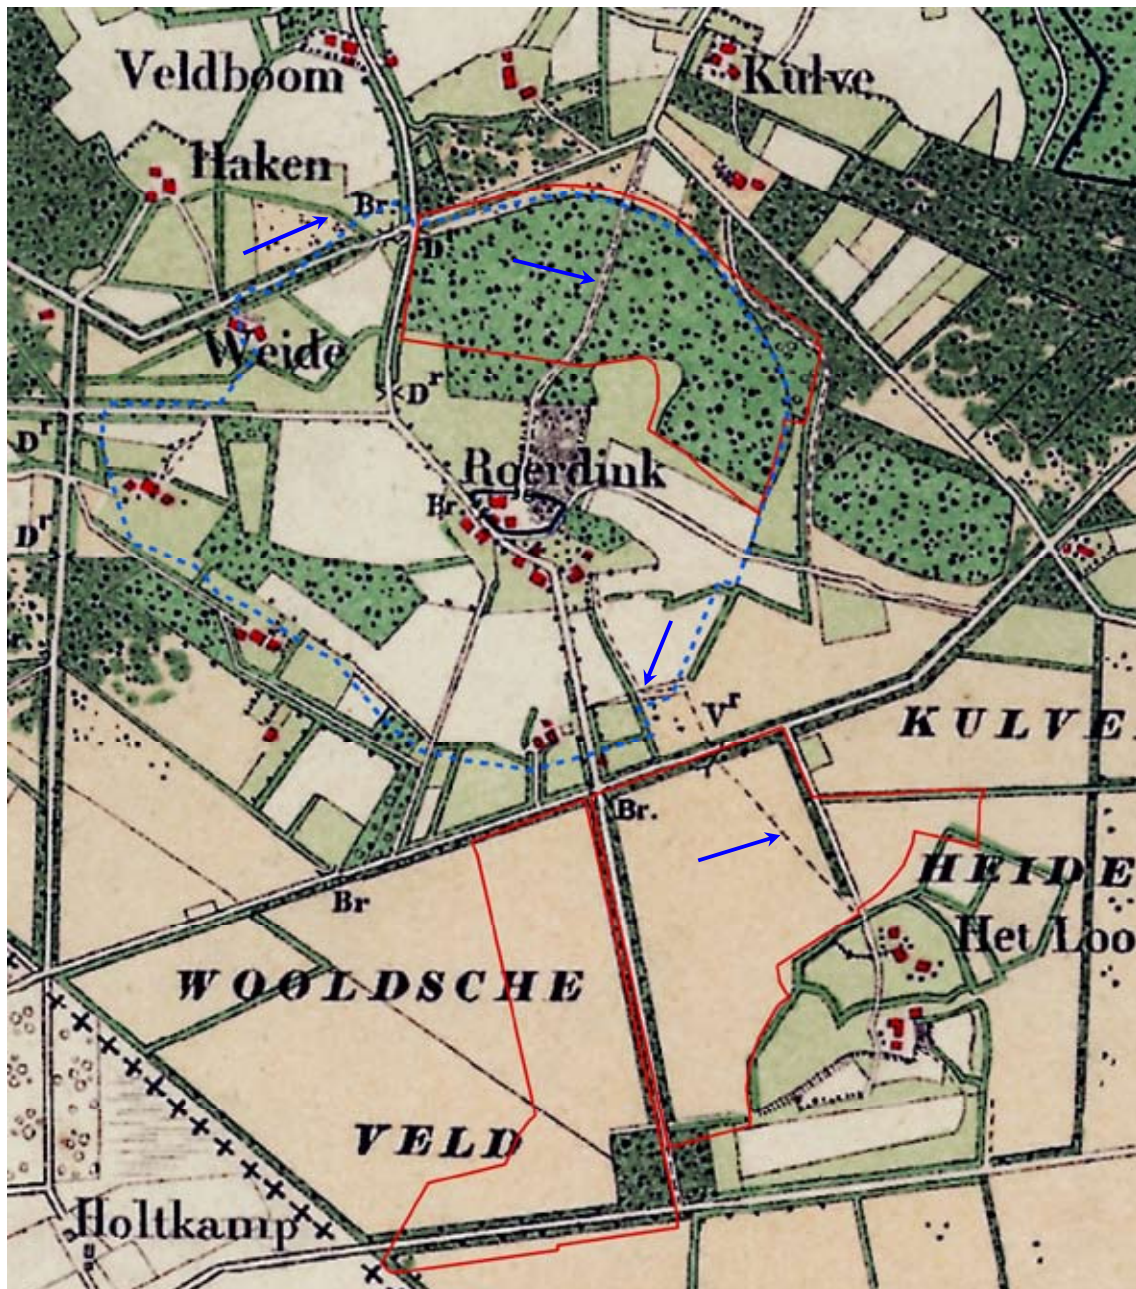 Veldboom
Kulve
Haken
Br
D
Weide
Dʳ
Dʳ
Roerdink
Br
Dʳ
Vʳ
KULVE
Br.
HEIDE
Br
Het Loo
WOOLDSCHE
VELD
Holtkamp